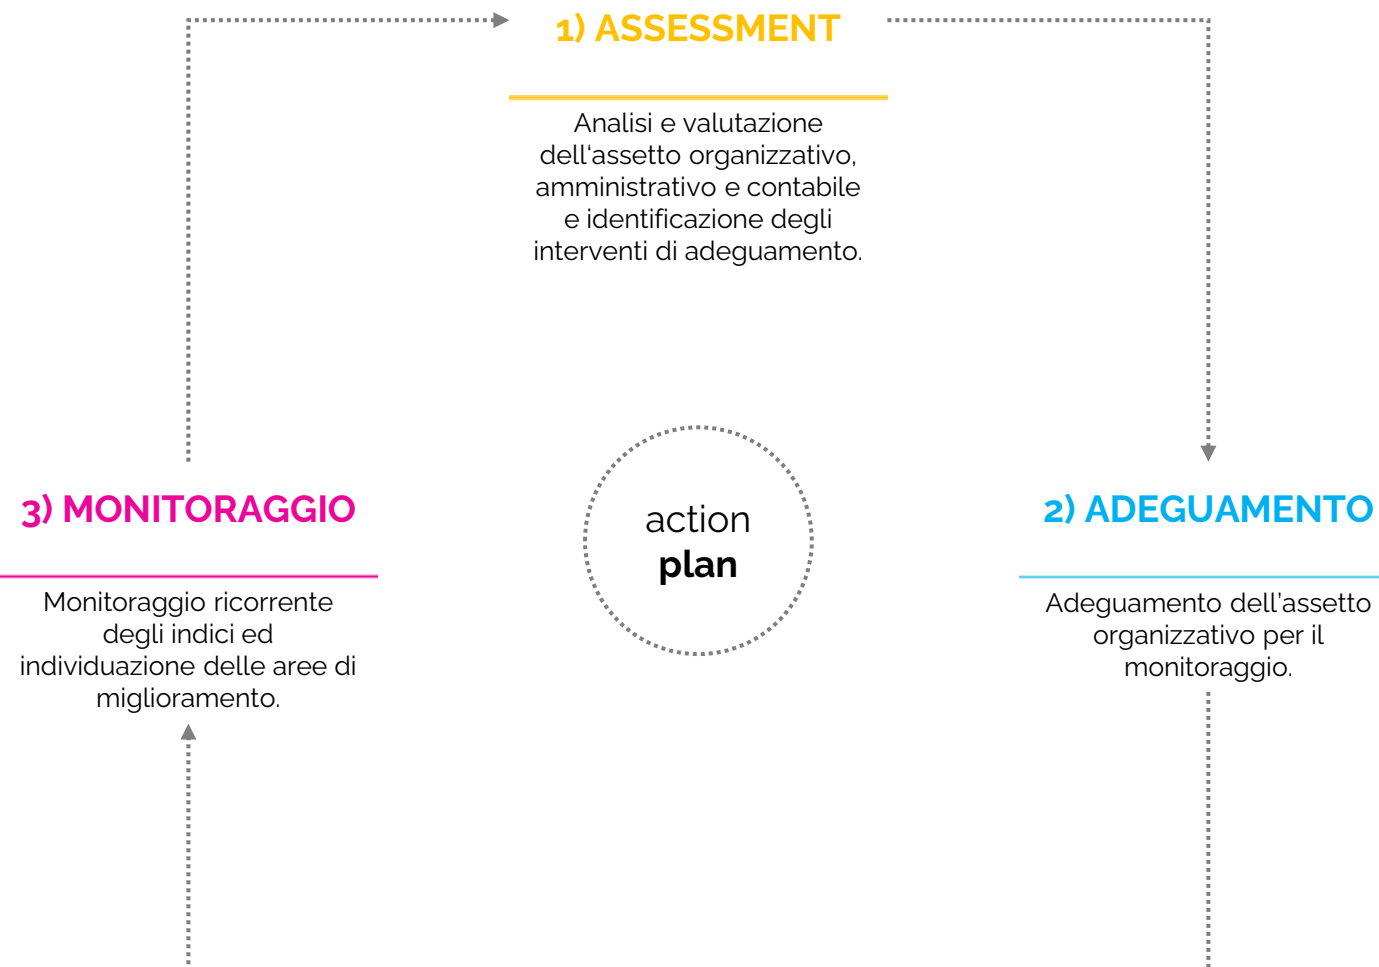 1) ASSESSMENT
Analisi e valutazione
dell‘assetto organizzativo,
amministrativo e contabile
e identificazione degli
interventi di adeguamento.
3) MONITORAGGIO
Monitoraggio ricorrente
degli indici ed
individuazione delle aree di
miglioramento.
action
plan
2) ADEGUAMENTO
Adeguamento dell’assetto
organizzativo per il
monitoraggio.